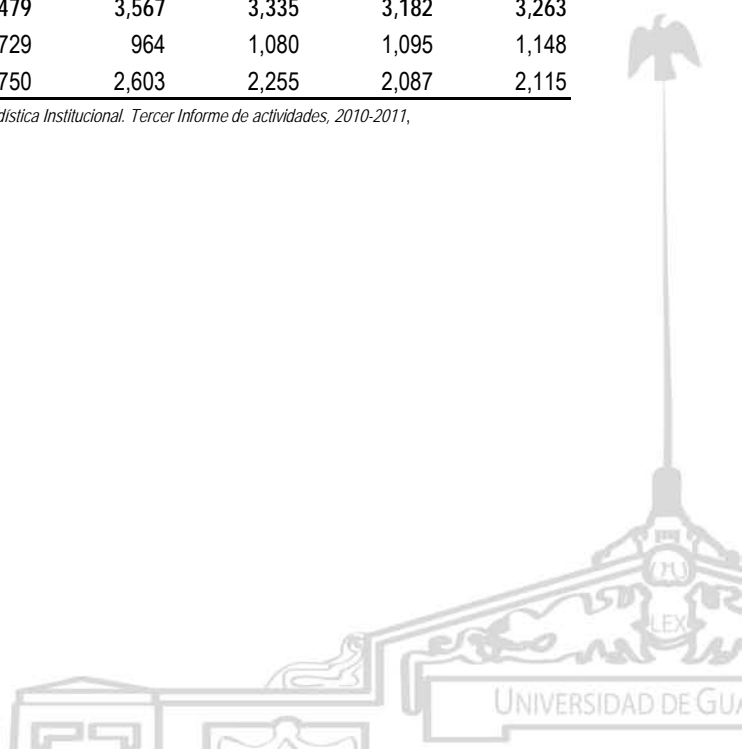 479 3,567 3,335 3,182 3,263
729 964 1,080 1,095 1,148
750 2,603 2,255 2,087 2,115
dística Institucional. Tercer Informe de actividades, 2010-2011,
LEX
UNIVERSIDAD DE GUA